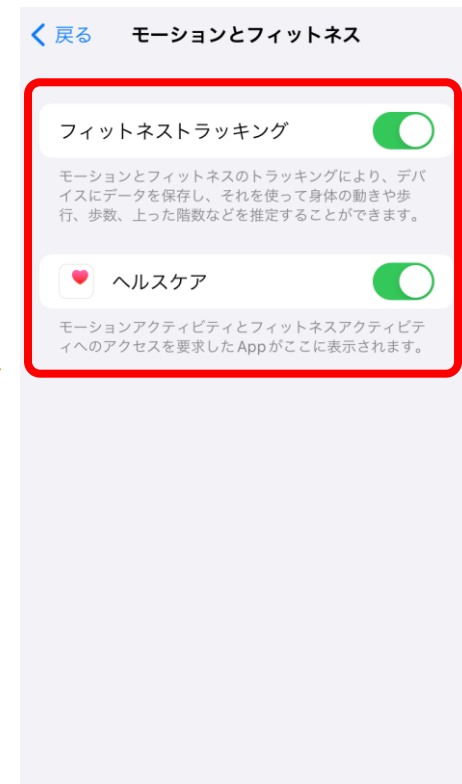 戻る モーションとフィットネス
フィットネストラッキング
モーションとフィットネスのトラッキングにより、デバ
イスにデータを保存し、それを使って身体の動きや歩
行、歩数、上った階数などを推定することができます。
ヘルスケア
モーションアクティビティとフィットネスアクティビテ
ィへのアクセスを要求したAppがここに表示されます。